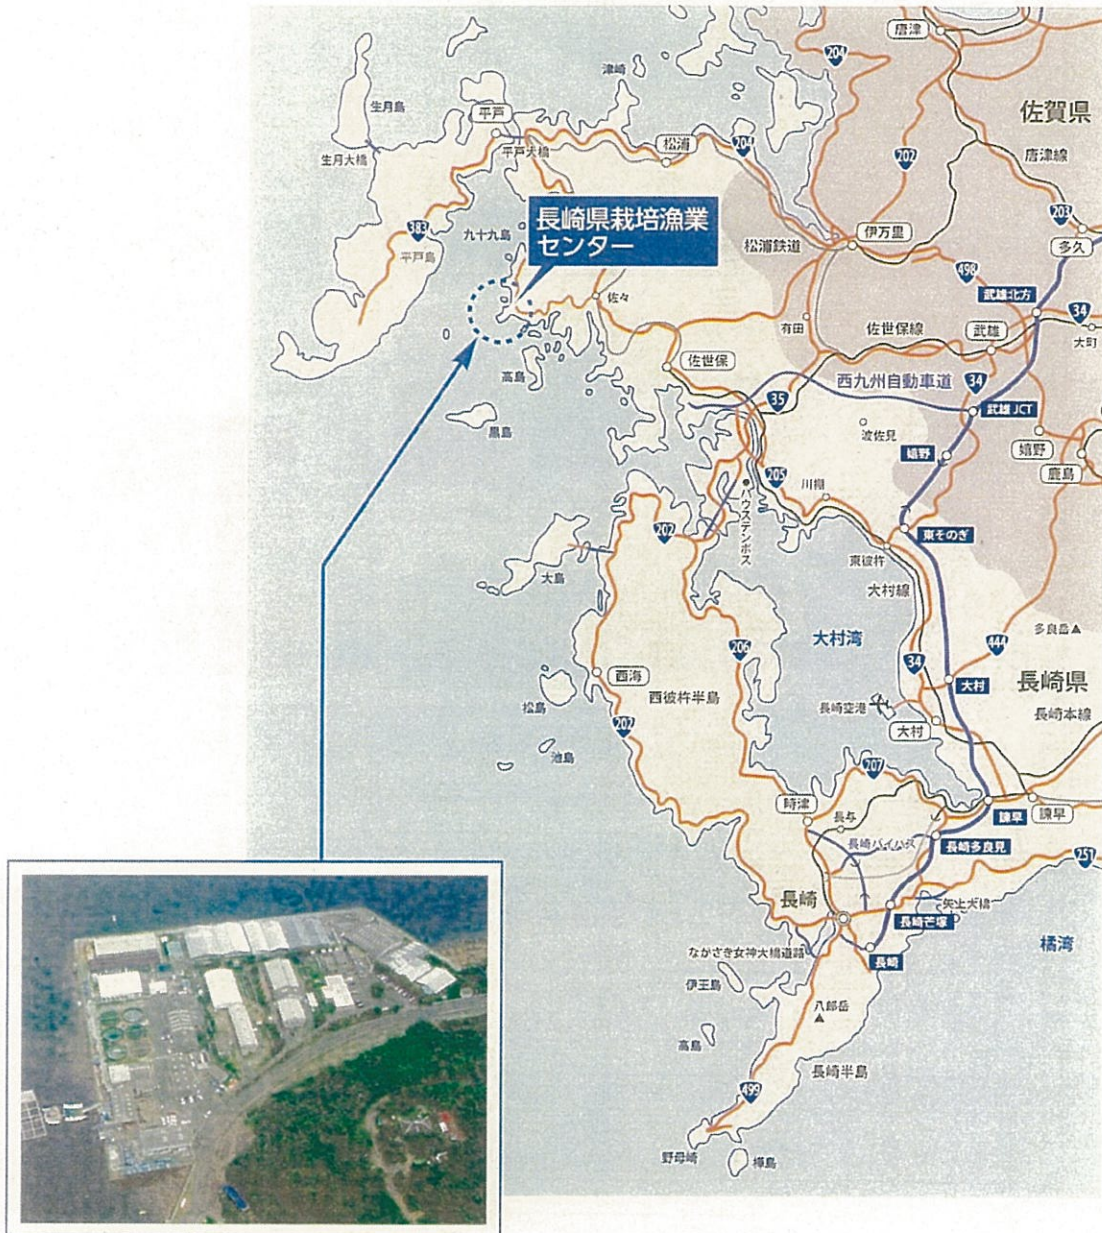 唐津
204
津崎
佐賀県
生月島
平戸
唐津線
生月大橋
平戸大橋
松浦
204
202
203
長崎県栽培漁業
センター
九十九島
383
平戸島
松浦鉄道
伊万里
多久
498
武雄北方
34
佐々
有田
佐世保線
武雄
大町
佐世保
高島
西九州自動車道
34
35
武雄JCT
黒島
波佐見
嬉野
嬉野
鹿島
205
川棚
ハウステンボス
202
東そのぎ
東彼杵
大島
大村線
大村湾
多良岳
444
206
34
西海
西彼杵半島
大村
長崎県
松島
長崎空港
長崎本線
202
大村
池島
207
時津
長与
諫早
諫早
長崎バイパス
長崎多良見
251
長崎
矢上大橋
長崎芒塚
橘湾
ながさき女神大橋道路
長崎
伊王島
八郎岳
高島
長崎半島
499
野母崎
樺島